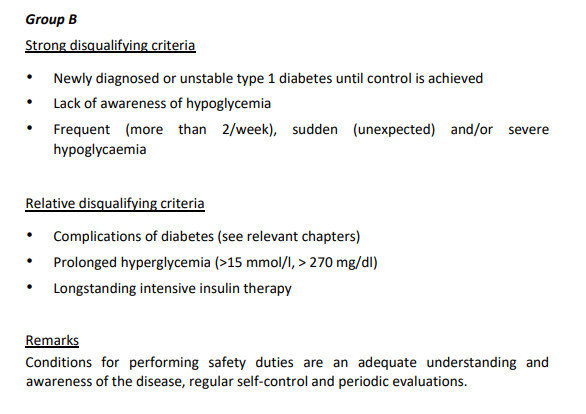 Group B
Strong disqualifying criteria
• Newly diagnosed or unstable type 1 diabetes until control is achieved
• Lack of awareness of hypoglycemia
• Frequent (more than 2/week), sudden (unexpected) and/or severe
hypoglycaemia
Relative disqualifying criteria
• Complications of diabetes (see relevant chapters)
• Prolonged hyperglycemia (>15 mmol/l, > 270 mg/dl)
• Longstanding intensive insulin therapy
Remarks
Conditions for performing safety duties are an adequate understanding and
awareness of the disease, regular self-control and periodic evaluations.